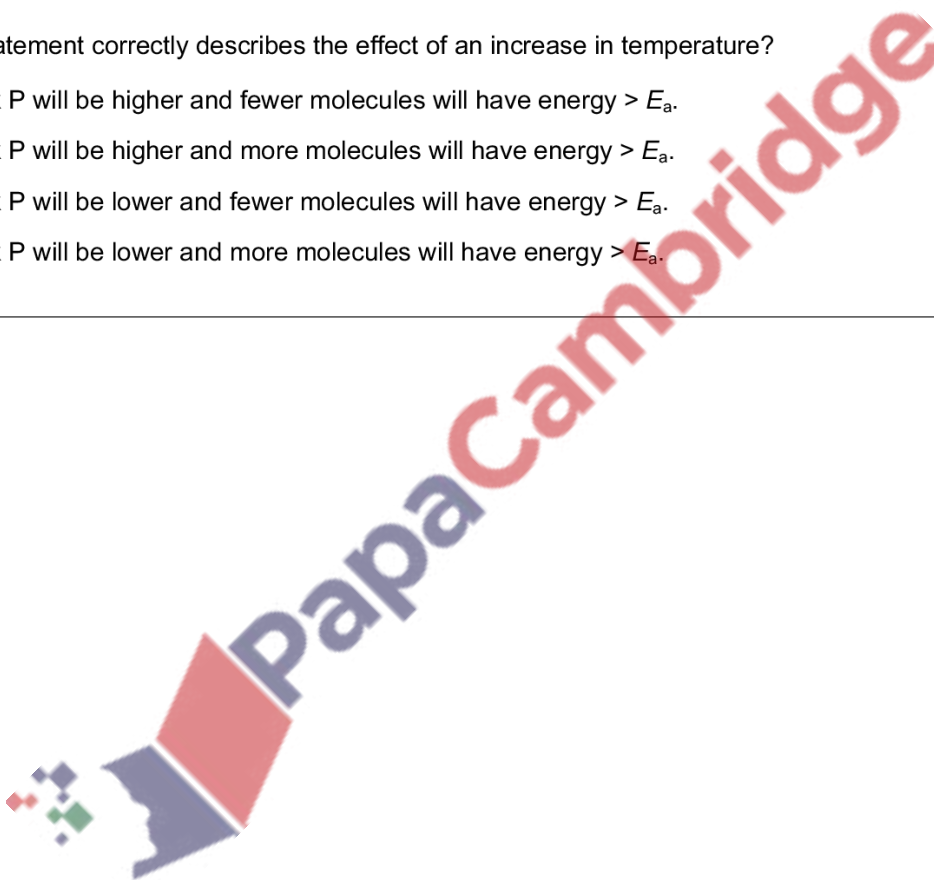 atement correctly describes the effect of an increase in temperature?
P will be higher and fewer molecules will have energy > Ea.
P will be higher and more molecules will have energy > Ea.
P will be lower and fewer molecules will have energy > Ea.
P will be lower and more molecules will have energy > Ea.
PapaCambridge